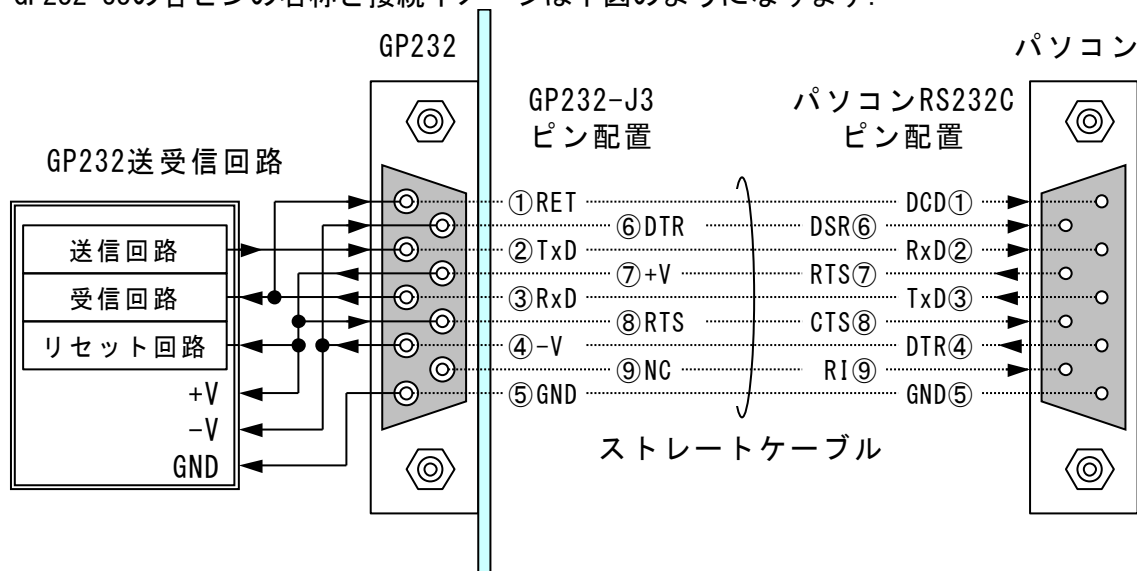 GP232-J3の各ピンの名称と接続イメージは下図のようになります.
GP232
パソコン
GP232-J3
ピン配置
パソコンRS232C
ピン配置
GP232送受信回路
送信回路
受信回路
リセット回路
+V
-V
GND
①RET
DCD①
⑥DTR
DSR⑥
②TxD
RxD②
⑦+V
RTS⑦
③RxD
TxD③
⑧RTS
CTS⑧
④-V
DTR④
⑨NC
RI⑨
⑤GND
GND⑤
ストレートケーブル